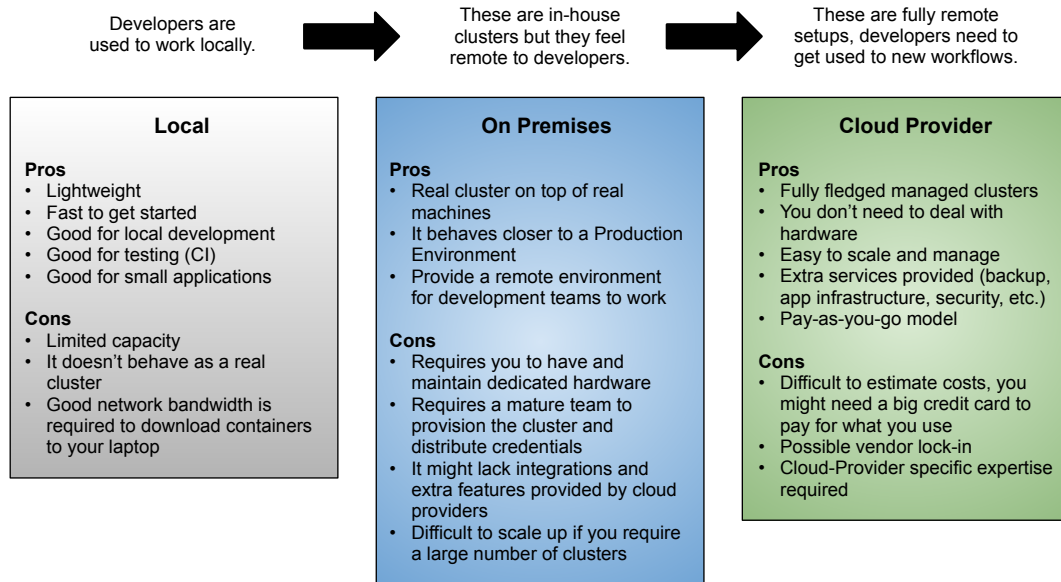 Developers are
used to work locally.
These are in-house
clusters but they feel
remote to developers.
These are fully remote
setups, developers need to
get used to new workflows.
Local
Pros
• Lightweight
• Fast to get started
• Good for local development
• Good for testing (CI)
• Good for small applications
Cons
• Limited capacity
• It doesn’t behave as a real
cluster
• Good network bandwidth is
required to download containers
to your laptop
On Premises
Pros
• Real cluster on top of real
machines
• It behaves closer to a Production
Environment
• Provide a remote environment
for development teams to work
Cons
• Requires you to have and
maintain dedicated hardware
• Requires a mature team to
provision the cluster and
distribute credentials
• It might lack integrations and
extra features provided by cloud
providers
• Difficult to scale up if you require
a large number of clusters
Cloud Provider
Pros
• Fully fledged managed clusters
• You don’t need to deal with
hardware
• Easy to scale and manage
• Extra services provided (backup,
app infrastructure, security, etc.)
• Pay-as-you-go model
Cons
• Difficult to estimate costs, you
might need a big credit card to
pay for what you use
• Possible vendor lock-in
• Cloud-Provider specific expertise
required